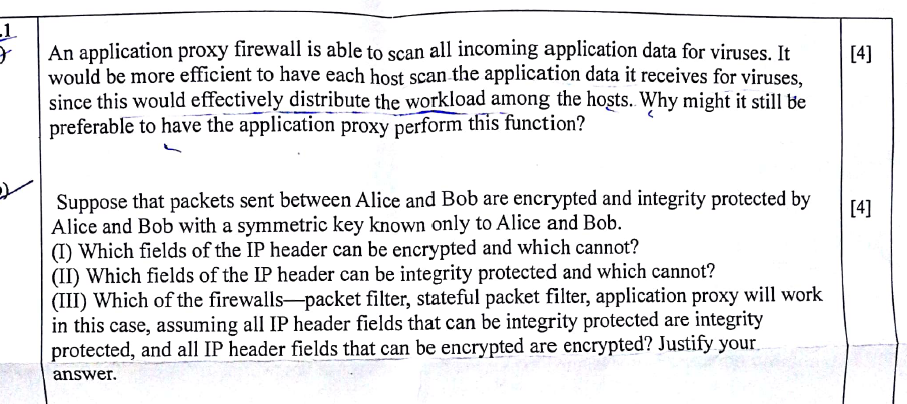 .1
An application proxy firewall is able to scan all incoming application data for viruses. It [4]
would be more efficient to have each host scan the application data it receives for viruses,
since this would effectively distribute the workload among the hosts. Why might it still be
preferable to have the application proxy perform this function?
Suppose that packets sent between Alice and Bob are encrypted and integrity protected by [4]
Alice and Bob with a symmetric key known only to Alice and Bob.
(I) Which fields of the IP header can be encrypted and which cannot?
(II) Which fields of the IP header can be integrity protected and which cannot?
(III) Which of the firewalls—packet filter, stateful packet filter, application proxy will work
in this case, assuming all IP header fields that can be integrity protected are integrity
protected, and all IP header fields that can be encrypted are encrypted? Justify your
answer.